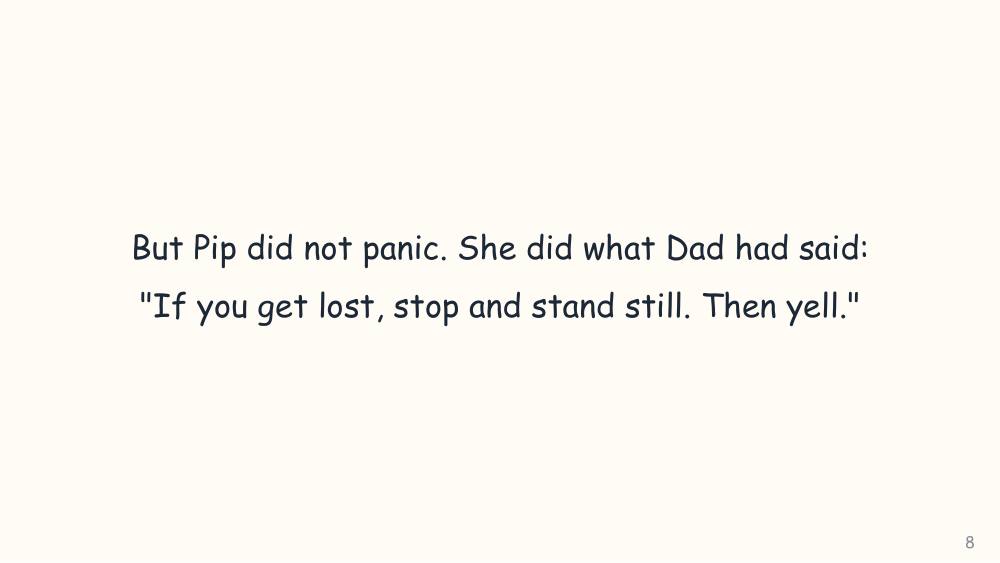 But Pip did not panic. She did what Dad had said:
"If you get lost, stop and stand still. Then yell."
8